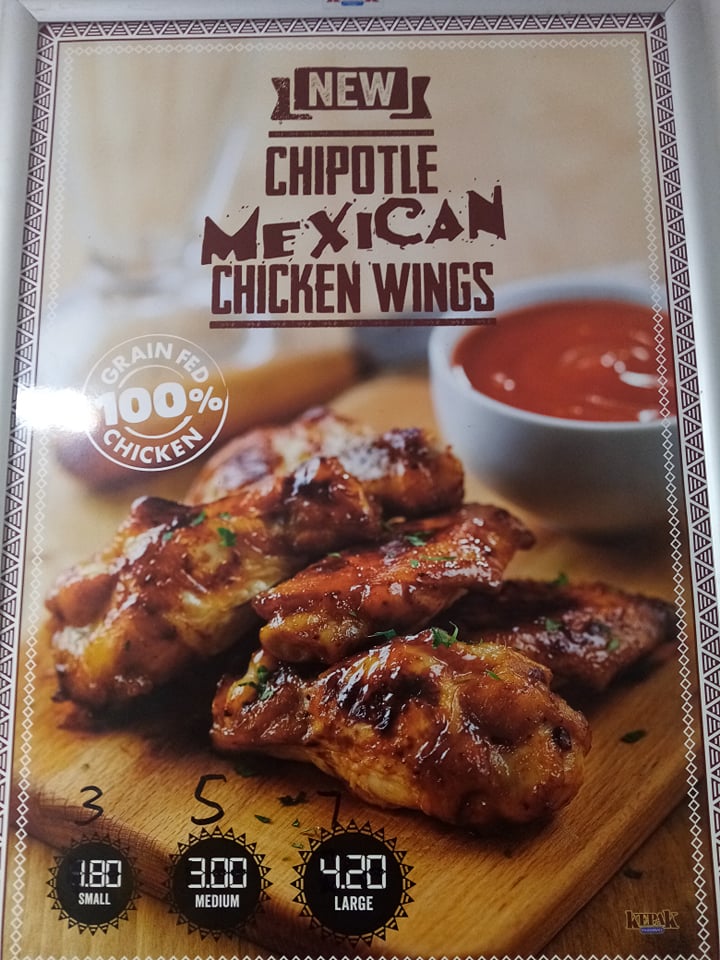 NEW
CHIPOTLE
MEXICAN
CHICKEN WINGS
GRAIN FED
100%
CHICKEN
3 5 7
1.80 3.00 4.20
SMALL MEDIUM LARGE
KEPAK